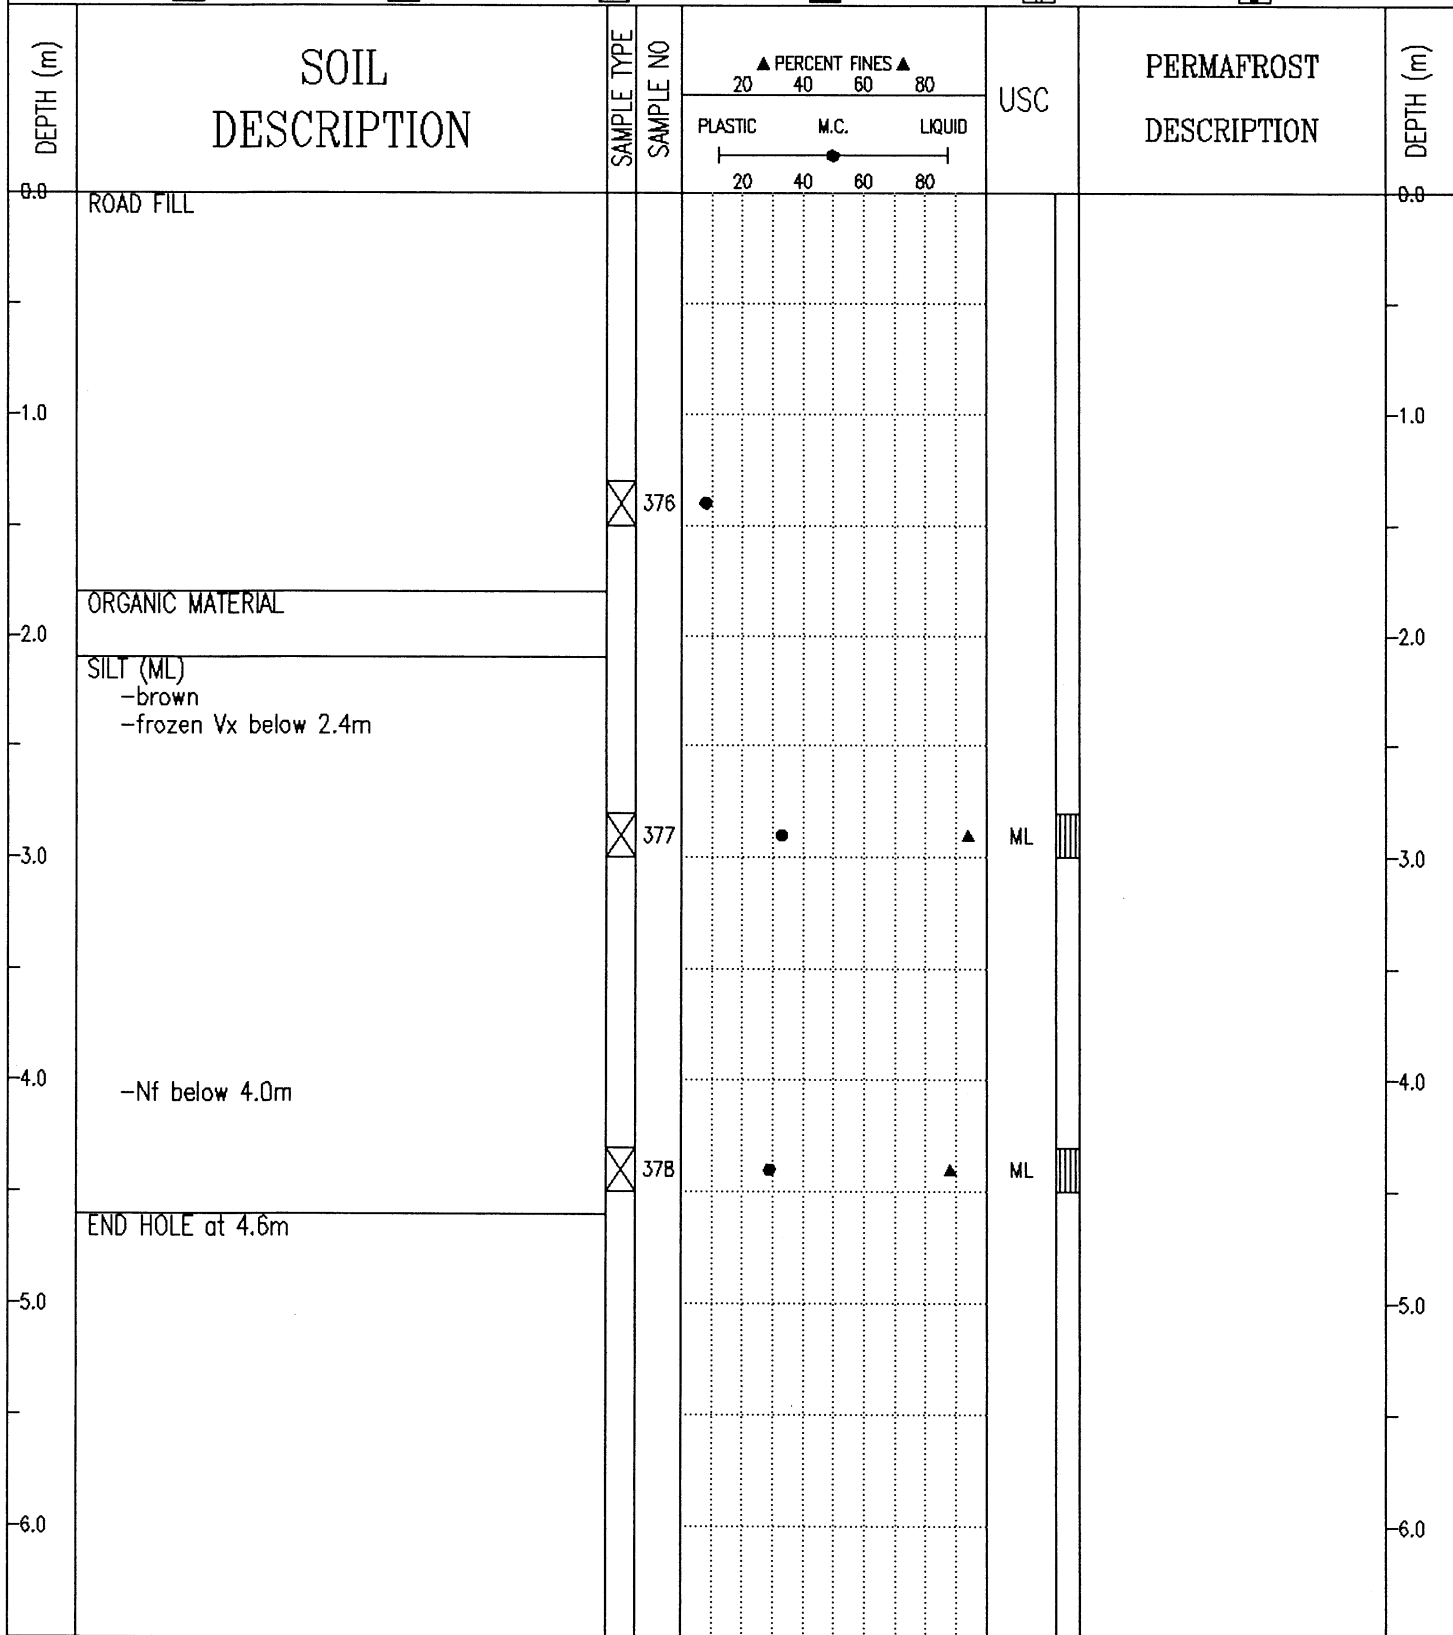 DEPTH (m)
SOIL
DESCRIPTION
SAMPLE TYPE
SAMPLE NO
▲ PERCENT FINES ▲
20 40 60 80
PLASTIC M.C. LIQUID
20 40 60 80
USC
PERMAFROST
DESCRIPTION
DEPTH (m)
0.0 0.0
ROAD FILL
1.0 1.0
376
ORGANIC MATERIAL
2.0 2.0
SILT (ML)
-brown
-frozen Vx below 2.4m
377 ML
3.0 3.0
4.0 4.0
-Nf below 4.0m
378 ML
END HOLE at 4.6m
5.0 5.0
6.0 6.0